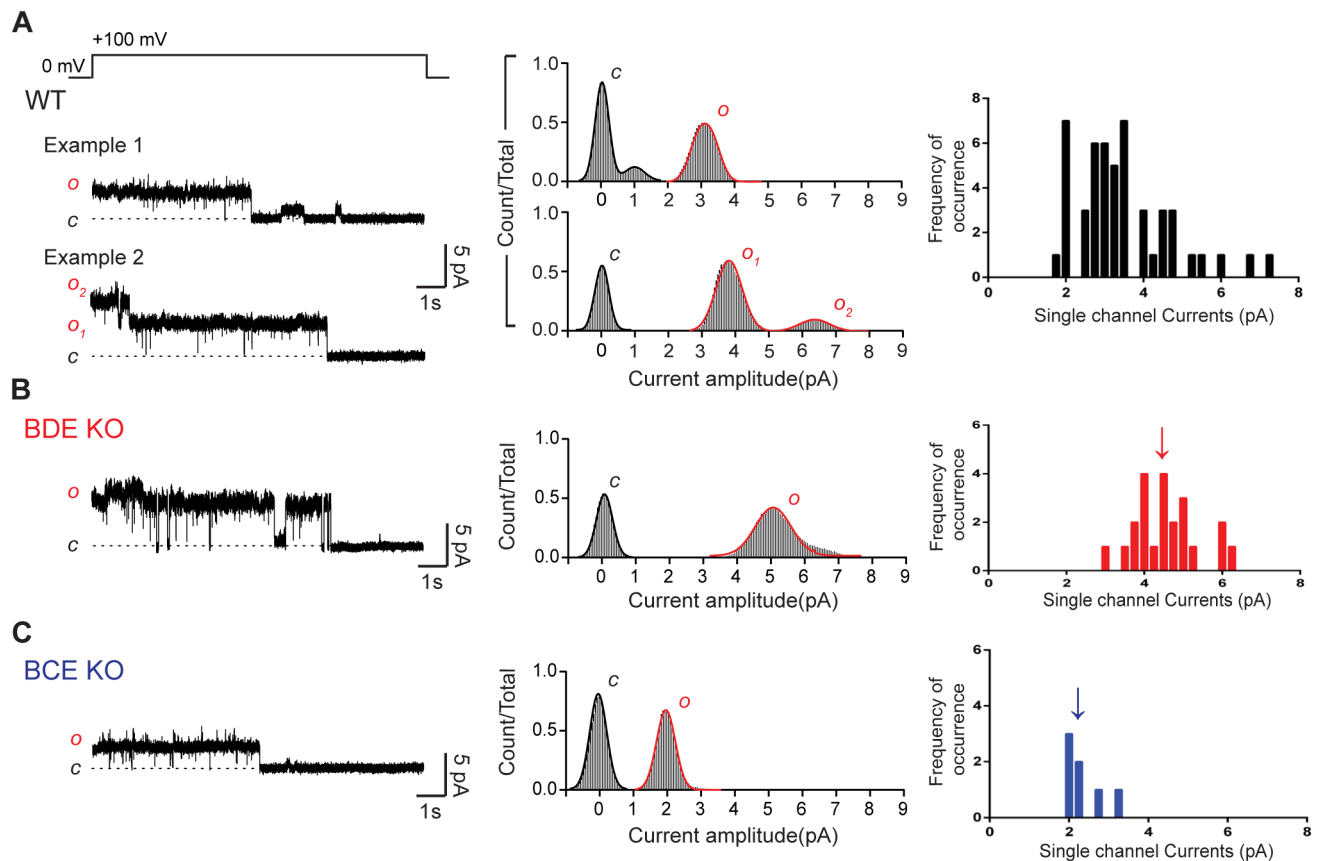 A
+100 mV
0 mV
WT
Example 1
o
c
Example 2
o2
o1
c
5 pA
1s
Count/Total
1.0
0.5
0.0
c
o
0 1 2 3 4 5 6 7 8 9
1.0
0.5
0.0
c
o1
o2
0 1 2 3 4 5 6 7 8 9
Current amplitude(pA)
Frequency of
occurrence
8
6
4
2
0
0 2 4 6 8
Single channel Currents (pA)
B
BDE KO
o
c
5 pA
1s
Count/Total
1.0
0.5
0.0
c
o
0 1 2 3 4 5 6 7 8 9
Current amplitude(pA)
Frequency of
occurrence
6
4
2
0
0 2 4 6 8
Single channel Currents (pA)
C
BCE KO
o
c
5 pA
1s
Count/Total
1.0
0.5
0.0
c
o
0 1 2 3 4 5 6 7 8 9
Current amplitude(pA)
Frequency of
occurrence
6
4
2
0
0 2 4 6 8
Single channel Currents (pA)